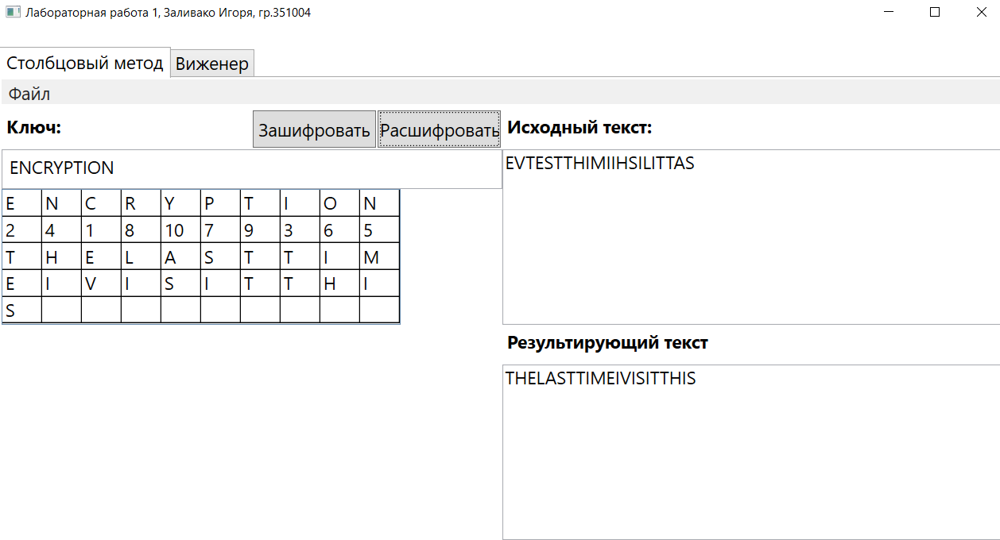 Лабораторная работа 1, Заливако Игоря, гр.351004
Столбцовый метод Виженер
Файл
Ключ: Зашифровать Расшифровать Исходный текст:
ENCRYPTION EVTESTTHIMIIHSILITTAS
E N C R Y P T I O N
2 4 1 8 10 7 9 3 6 5
T H E L A S T T I M
E I V I S I T T H I
S
Результирующий текст
THELASTTIMEIVISITTHIS